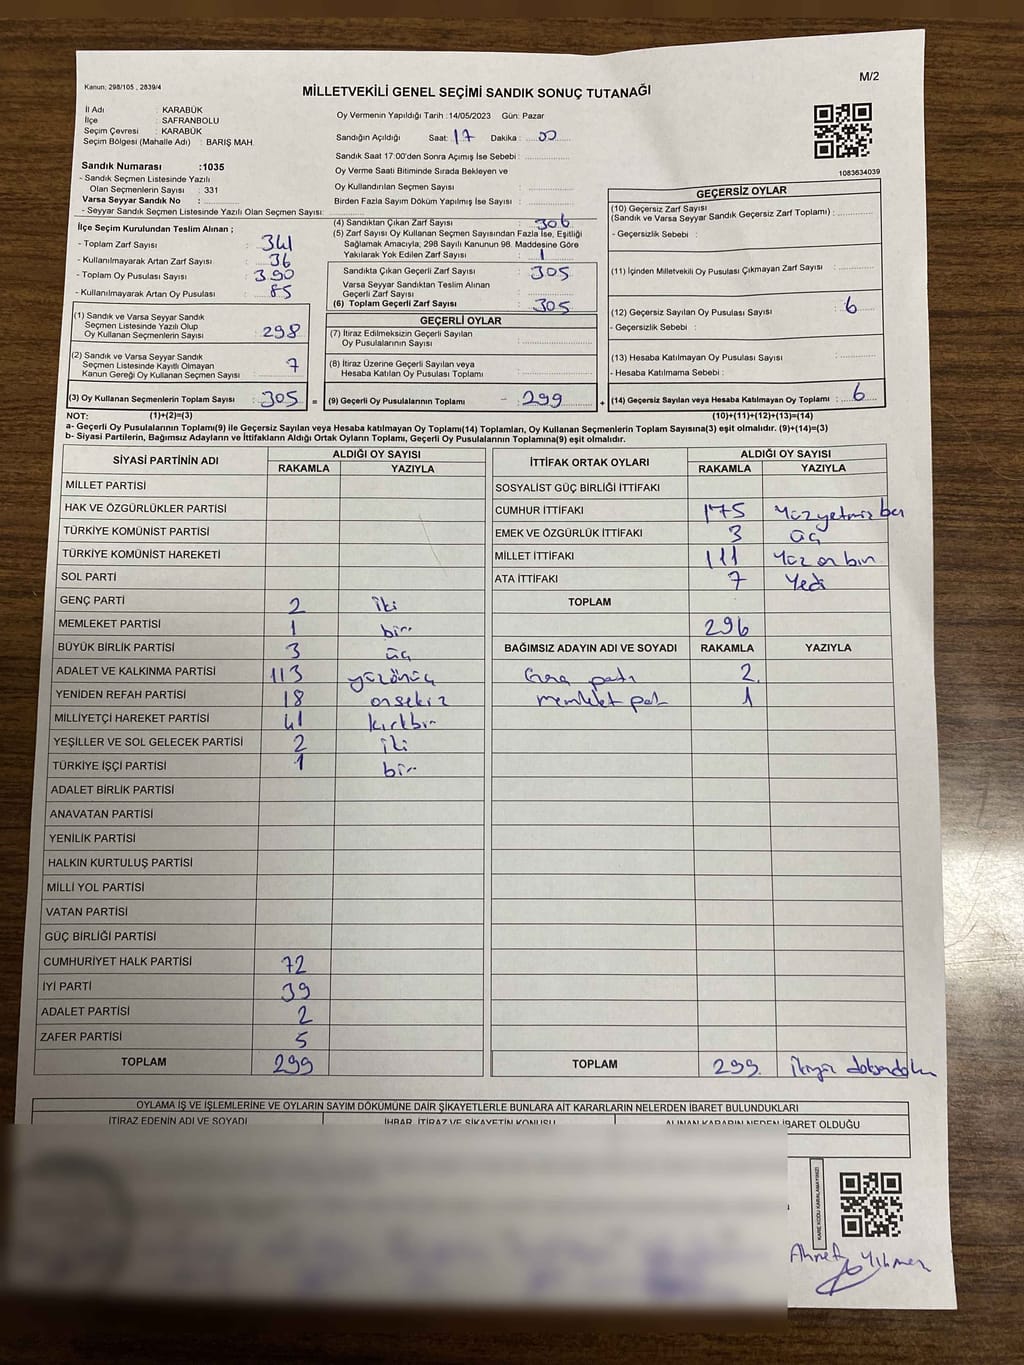 Kanun: 298/105 , 2839/4
M/2
MİLLETVEKİLİ GENEL SEÇİMİ SANDIK SONUÇ TUTANAĞI
İl Adı : KARABÜK
İlçe : SAFRANBOLU
Seçim Çevresi : KARABÜK
Seçim Bölgesi (Mahalle Adı) : BARIŞ MAH.
Sandık Numarası :1035
- Sandık Seçmen Listesinde Yazılı
Olan Seçmenlerin Sayısı : 331
Varsa Seyyar Sandık No :
- Seyyar Sandık Seçmen Listesinde Yazılı Olan Seçmen Sayısı:
Oy Vermenin Yapıldığı Tarih :14/05/2023 Gün: Pazar
Sandığın Açıldığı Saat: 17 Dakika : 00
Sandık Saat 17:00'den Sonra Açımış İse Sebebi :
Oy Verme Saati Bitiminde Sırada Bekleyen ve
Oy Kullandırılan Seçmen Sayısı :
Birden Fazla Sayım Döküm Yapılmış İse Sayısı :
1083634039
İlçe Seçim Kurulundan Teslim Alınan ;
- Toplam Zarf Sayısı : 341
- Kullanılmayarak Artan Zarf Sayısı : 36
- Toplam Oy Pusulası Sayısı : 390
- Kullanılmayarak Artan Oy Pusulası : 85
(1) Sandık ve Varsa Seyyar Sandık
Seçmen Listesinde Yazılı Olup
Oy Kullanan Seçmenlerin Sayısı : 298
(2) Sandık ve Varsa Seyyar Sandık
Seçmen Listesinde Kayıtlı Olmayan
Kanun Gereği Oy Kullanan Seçmen Sayısı : 7
(3) Oy Kullanan Seçmenlerin Toplam Sayısı : 305 =
(4) Sandıktan Çıkan Zarf Sayısı : 306
(5) Zarf Sayısı Oy Kullanan Seçmen Sayısından Fazla İse, Eşitliği
Sağlamak Amacıyla, 298 Sayılı Kanunun 98. Maddesine Göre
Yakılarak Yok Edilen Zarf Sayısı : 1
Sandıkta Çıkan Geçerli Zarf Sayısı : 305
Varsa Seyyar Sandıktan Teslim Alınan
Geçerli Zarf Sayısı :
(6) Toplam Geçerli Zarf Sayısı : 305
GEÇERLİ OYLAR
(7) İtiraz Edilmeksizin Geçerli Sayılan
Oy Pusulalarının Sayısı :
(8) İtiraz Üzerine Geçerli Sayılan veya
Hesaba Katılan Oy Pusulası Toplamı :
(9) Geçerli Oy Pusulalarının Toplamı - 299 +
GEÇERSİZ OYLAR
(10) Geçersiz Zarf Sayısı
(Sandık ve Varsa Seyyar Sandık Geçersiz Zarf Toplamı) :
- Geçersizlik Sebebi :
(11) İçinden Milletvekili Oy Pusulası Çıkmayan Zarf Sayısı :
(12) Geçersiz Sayılan Oy Pusulası Sayısı : 6
- Geçersizlik Sebebi :
(13) Hesaba Katılmayan Oy Pusulası Sayısı :
- Hesaba Katılmama Sebebi :
(14) Geçersiz Sayılan veya Hesaba Katılmayan Oy Toplamı : 6
NOT: (1)+(2)=(3) (10)+(11)+(12)+(13)=(14)
a- Geçerli Oy Pusulalarının Toplamı(9) ile Geçersiz Sayılan veya Hesaba katılmayan Oy Toplamı(14) Toplamları, Oy Kullanan Seçmenlerin Toplam Sayısına(3) eşit olmalıdır. (9)+(14)=(3)
b- Siyasi Partilerin, Bağımsız Adayların ve İttifakların Aldığı Ortak Oyların Toplamı, Geçerli Oy Pusulalarının Toplamına(9) eşit olmalıdır.
SİYASİ PARTİNİN ADI ALDIĞI OY SAYISI
RAKAMLA YAZIYLA
MİLLET PARTİSİ
HAK VE ÖZGÜRLÜKLER PARTİSİ
TÜRKİYE KOMÜNİST PARTİSİ
TÜRKİYE KOMÜNİST HAREKETİ
SOL PARTİ
GENÇ PARTİ 2 iki
MEMLEKET PARTİSİ 1 bir
BÜYÜK BİRLİK PARTİSİ 3 üç
ADALET VE KALKINMA PARTİSİ 113 yüzönüç
YENİDEN REFAH PARTİSİ 18 onsekiz
MİLLİYETÇİ HAREKET PARTİSİ 41 kırkbir
YEŞİLLER VE SOL GELECEK PARTİSİ 2 iki
TÜRKİYE İŞÇİ PARTİSİ 1 bir
ADALET BİRLİK PARTİSİ
ANAVATAN PARTİSİ
YENİLİK PARTİSİ
HALKIN KURTULUŞ PARTİSİ
MİLLİ YOL PARTİSİ
VATAN PARTİSİ
GÜÇ BİRLİĞİ PARTİSİ
CUMHURİYET HALK PARTİSİ 72
İYİ PARTİ 39
ADALET PARTİSİ 2
ZAFER PARTİSİ 5
TOPLAM 299
İTTİFAK ORTAK OYLARI ALDIĞI OY SAYISI
RAKAMLA YAZIYLA
SOSYALİST GÜÇ BİRLİĞİ İTTİFAKI
CUMHUR İTTİFAKI 175
EMEK VE ÖZGÜRLÜK İTTİFAKI 3 üç
MİLLET İTTİFAKI 111 Yüz on bir
ATA İTTİFAKI 7 Yedi
TOPLAM
296
BAĞIMSIZ ADAYIN ADI VE SOYADI RAKAMLA YAZIYLA
2
memleket 1
TOPLAM 299
OYLAMA İŞ VE İŞLEMLERİNE VE OYLARIN SAYIM DÖKÜMÜNE DAİR ŞİKAYETLERLE BUNLARA AİT KARARLARIN NELERDEN İBARET BULUNDUKLARI
İTİRAZ EDENİN ADI VE SOYADI İHBAR, İTİRAZ VE ŞİKAYETİN KONUSU ALINAN KARARIN NEDEN İBARET OLDUĞU
KARE KODU KARALAMAYINIZ!
Ahmet Yılmaz